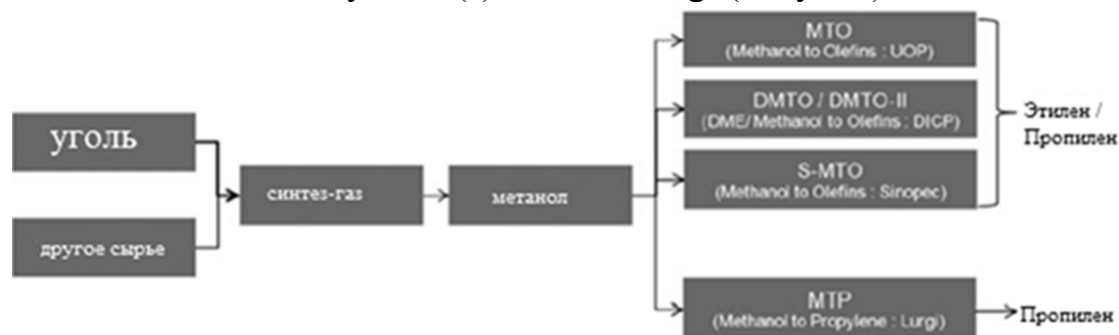 MTO
(Methanol to Olefins : UOP)
уголь
DMTO / DMTO-II
(DME/ Methanol to Olefins : DICP)
Этилен /
Пропилен
синтез-газ
метанол
S-MTO
(Methanol to Olefins : Sinopec)
другое сырье
MTP
(Methanol to Propylene : Lurgi)
Пропилен